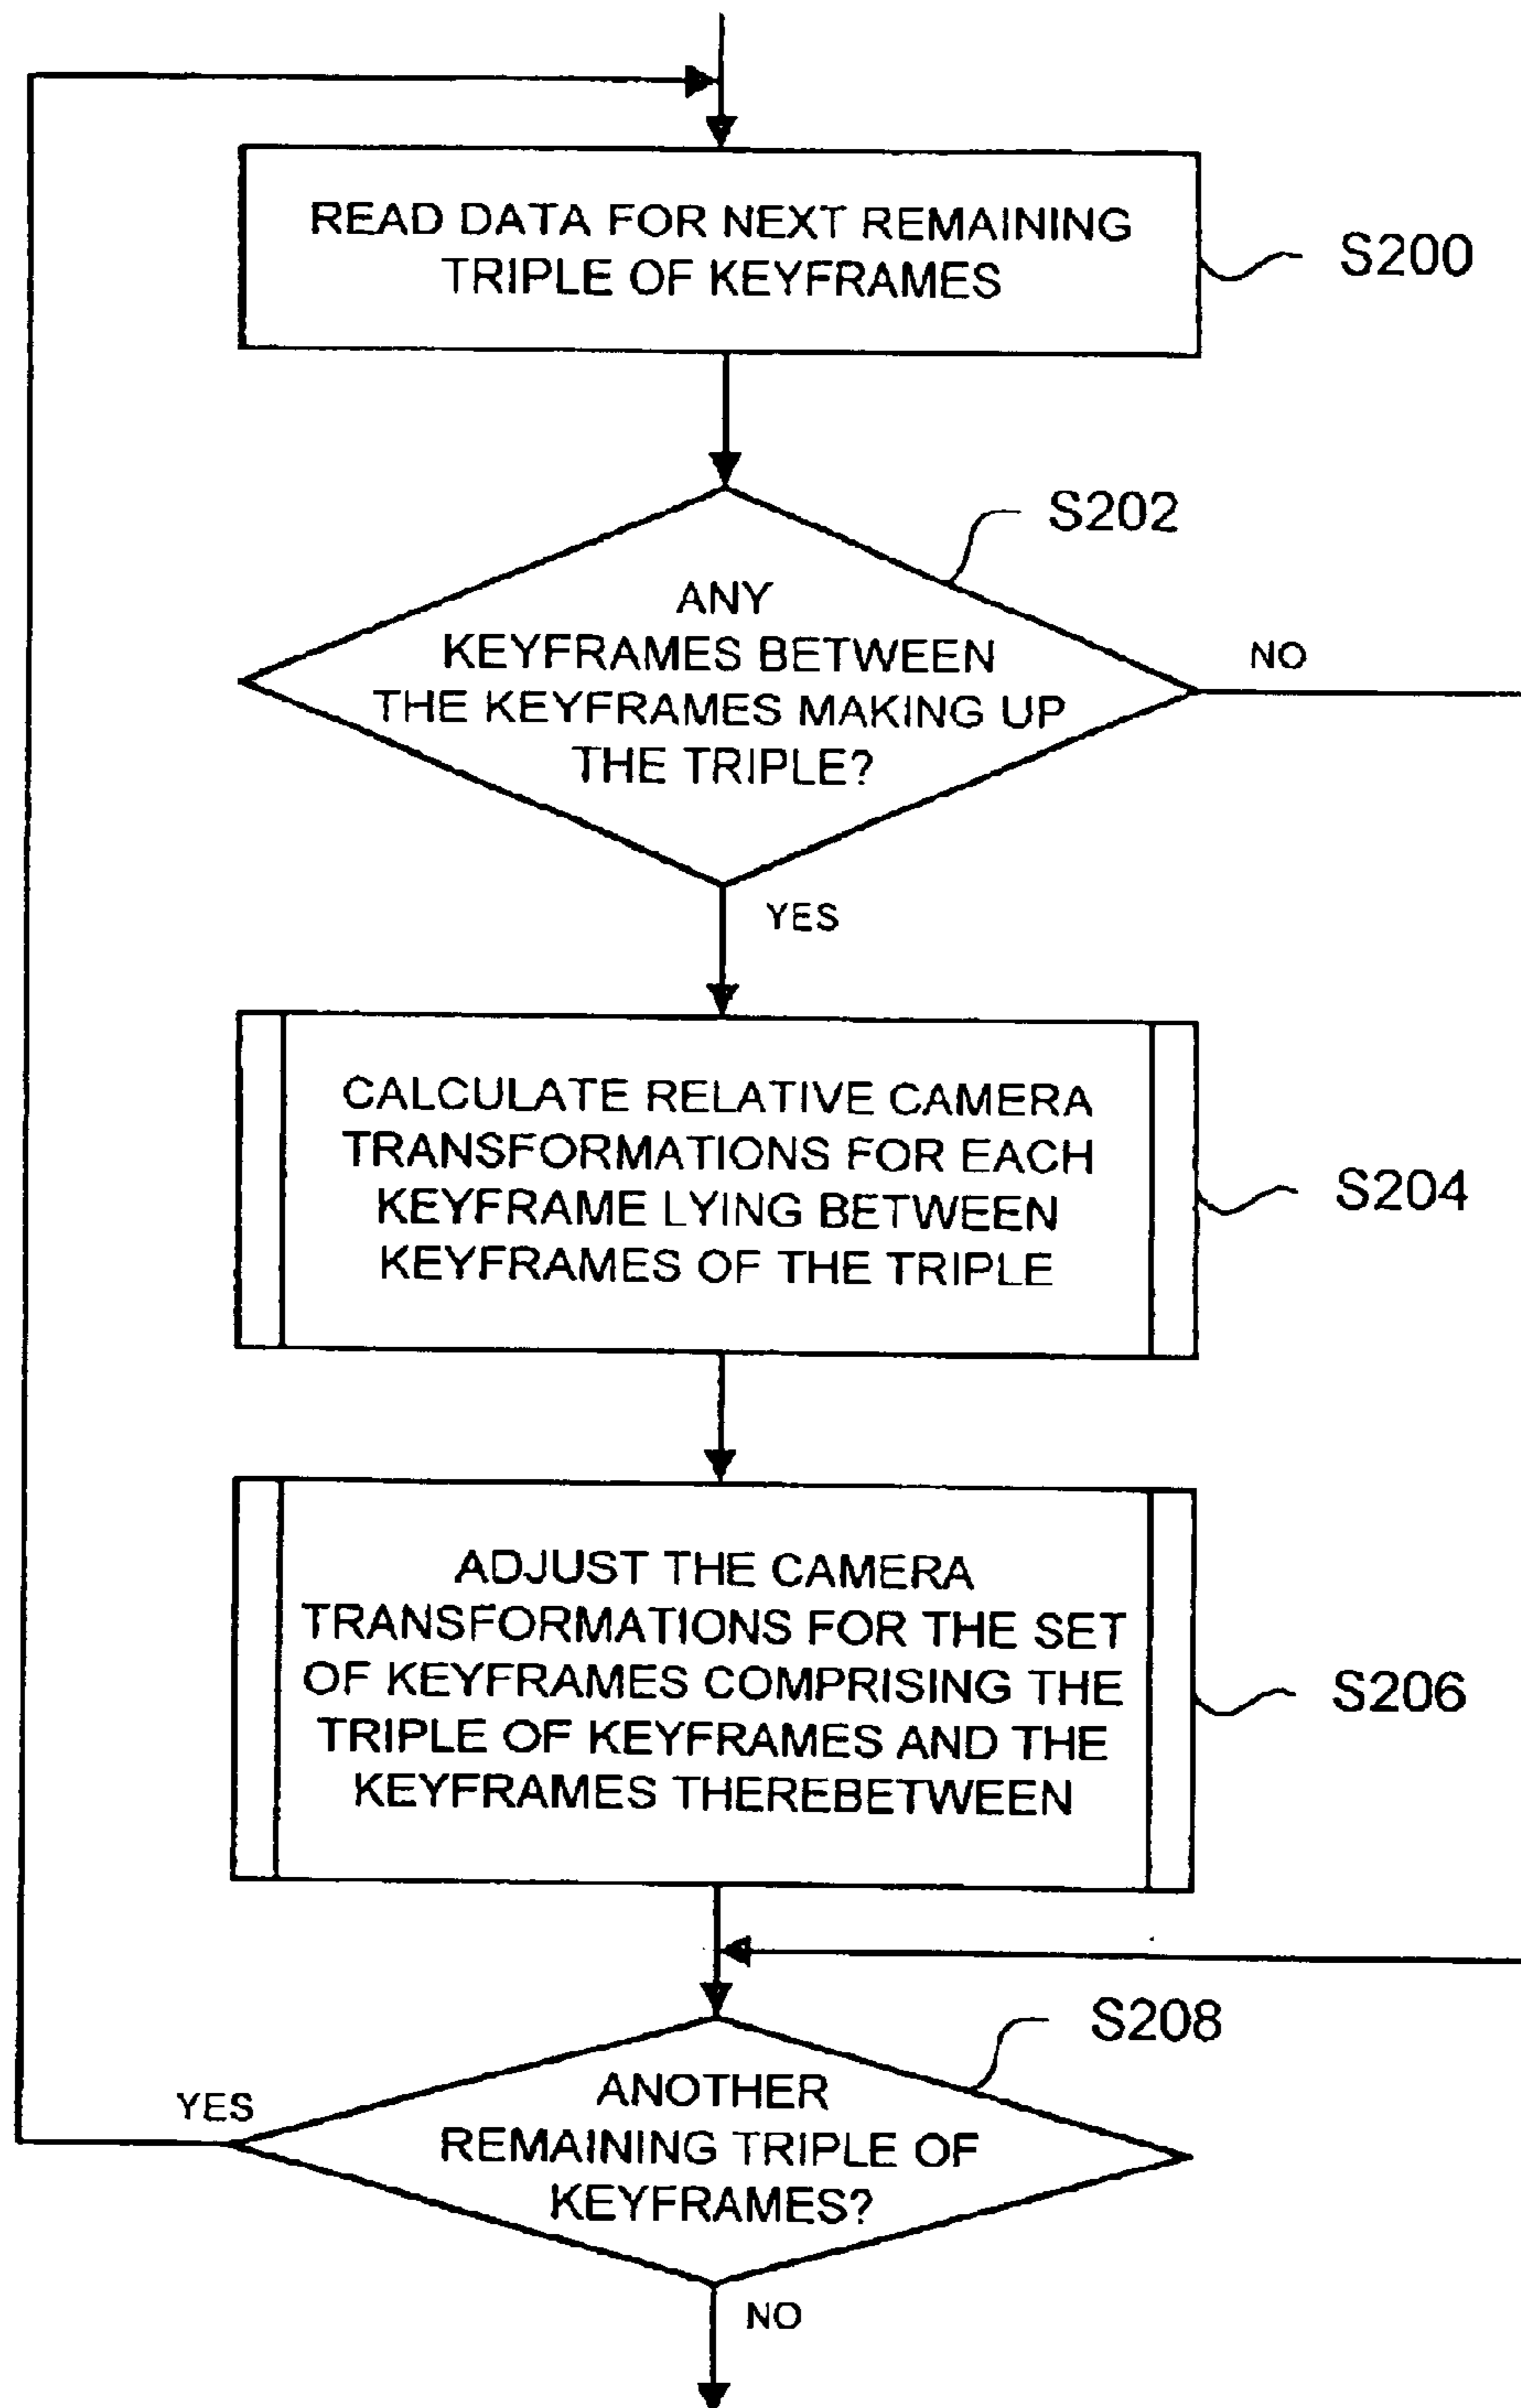 READ DATA FOR NEXT REMAINING
TRIPLE OF KEYFRAMES
S200
S202
ANY
KEYFRAMES BETWEEN
THE KEYFRAMES MAKING UP
THE TRIPLE?
NO
YES
CALCULATE RELATIVE CAMERA
TRANSFORMATIONS FOR EACH
KEYFRAME LYING BETWEEN
KEYFRAMES OF THE TRIPLE
S204
ADJUST THE CAMERA
TRANSFORMATIONS FOR THE SET
OF KEYFRAMES COMPRISING THE
TRIPLE OF KEYFRAMES AND THE
KEYFRAMES THEREBETWEEN
S206
S208
YES
ANOTHER
REMAINING TRIPLE OF
KEYFRAMES?
NO